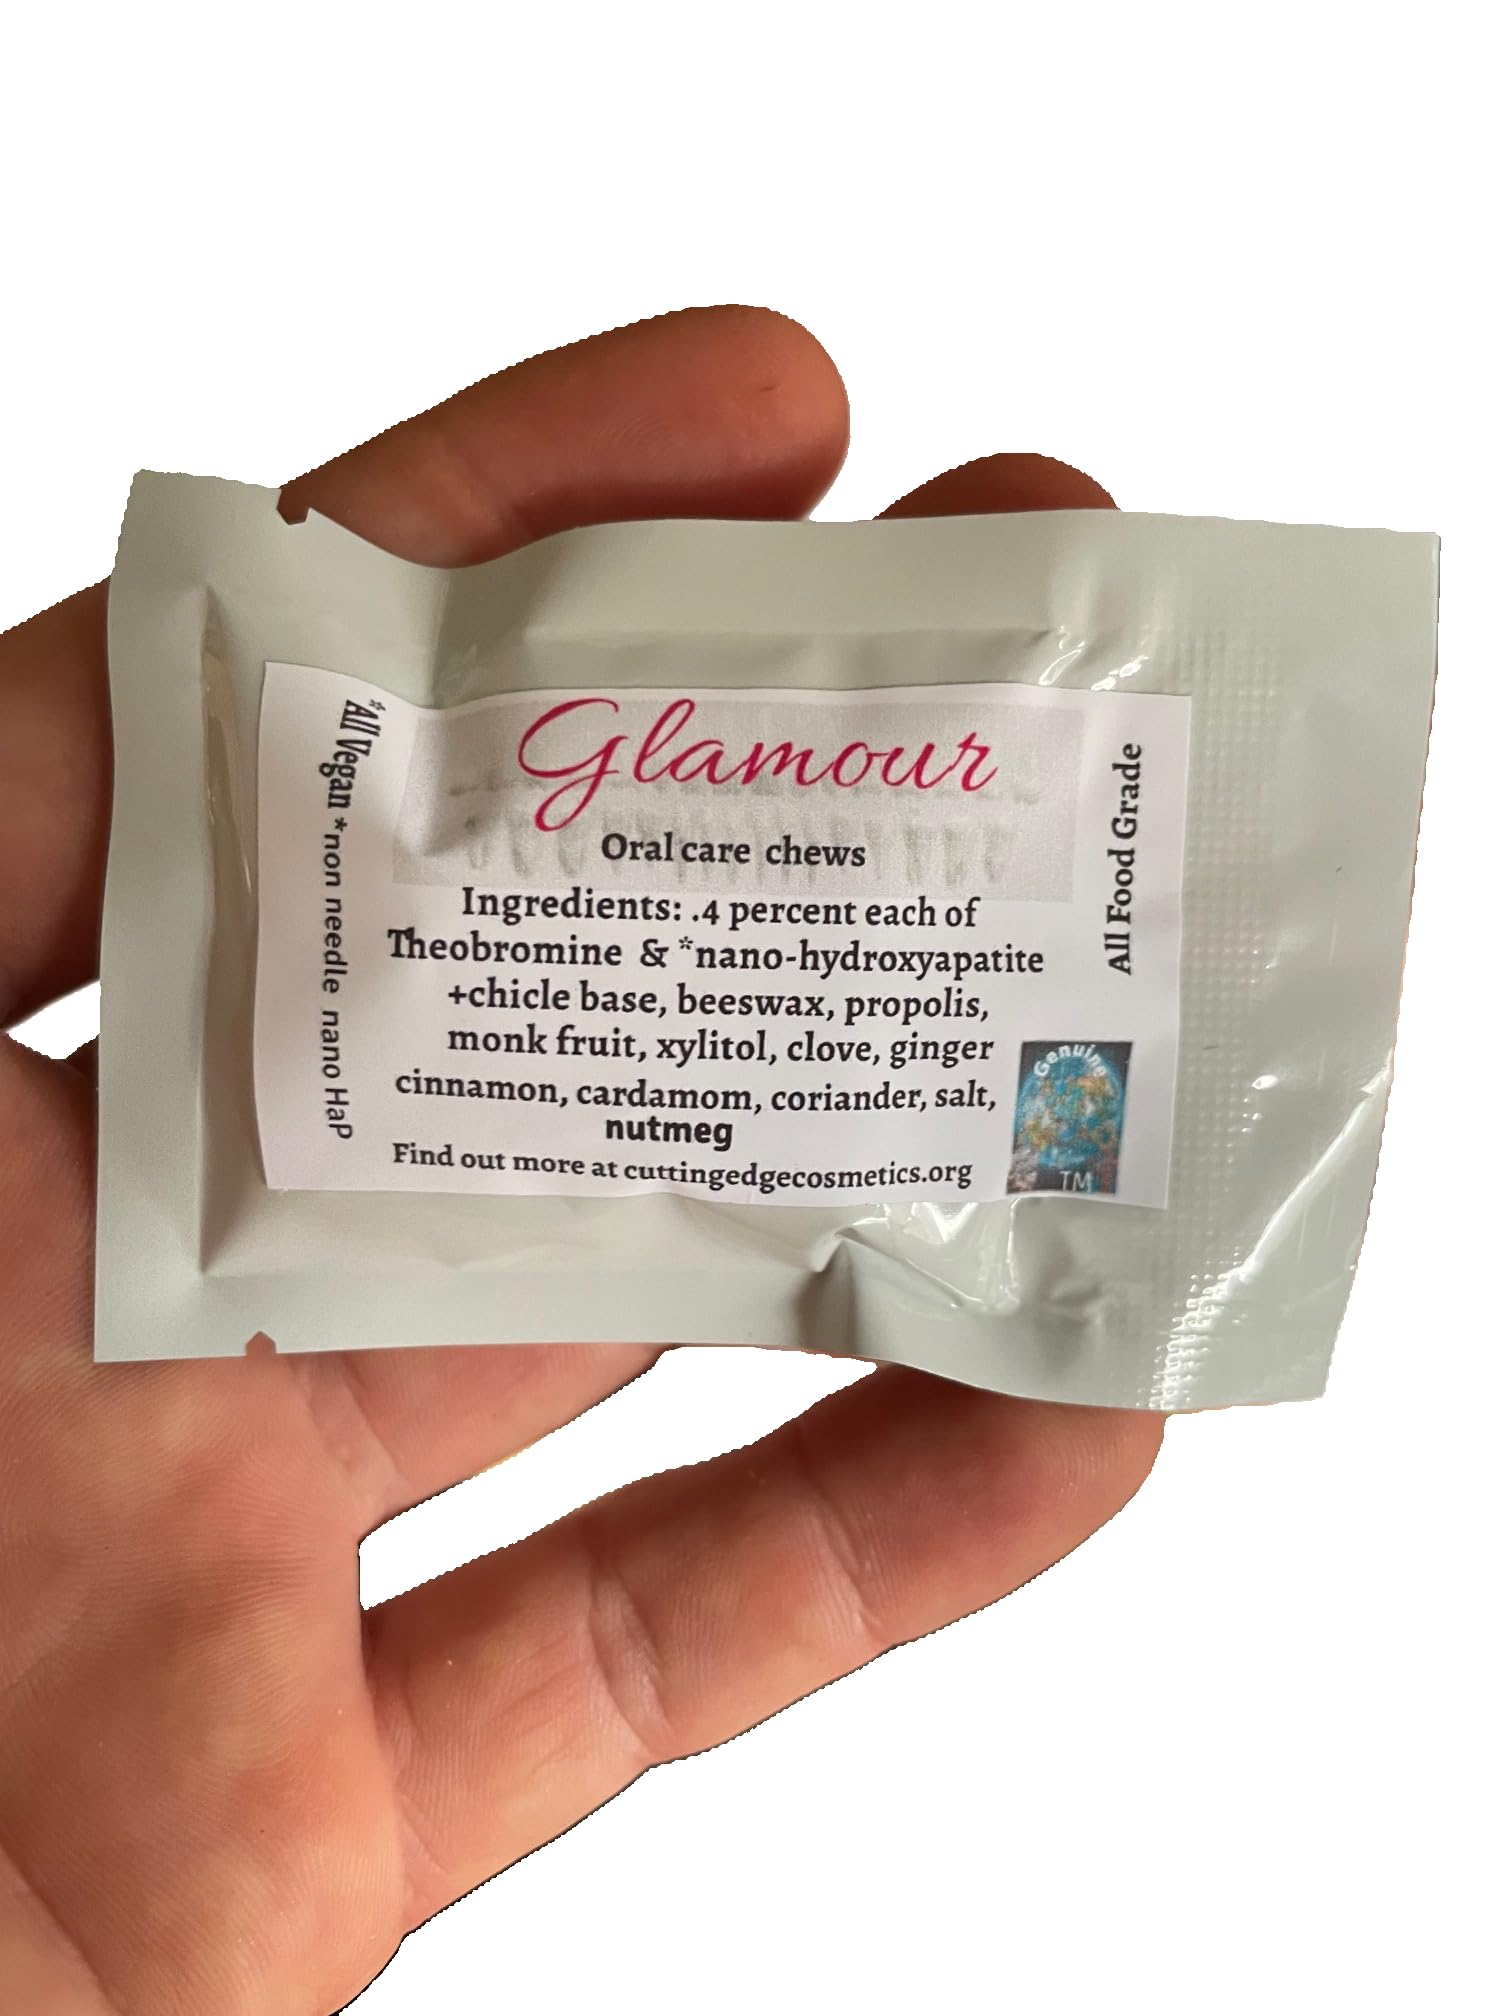 Glamour
Oral care chews
Ingredients: .4 percent each of
Theobromine & *nano-hydroxyapatite
+chicle base, beeswax, propolis,
monk fruit, xylitol, clove, ginger
cinnamon, cardamom, coriander, salt,
nutmeg
Find out more at cuttingedgecosmetics.org
*All Vegan *non needle nano HaP
All Food Grade
Genuine
TM